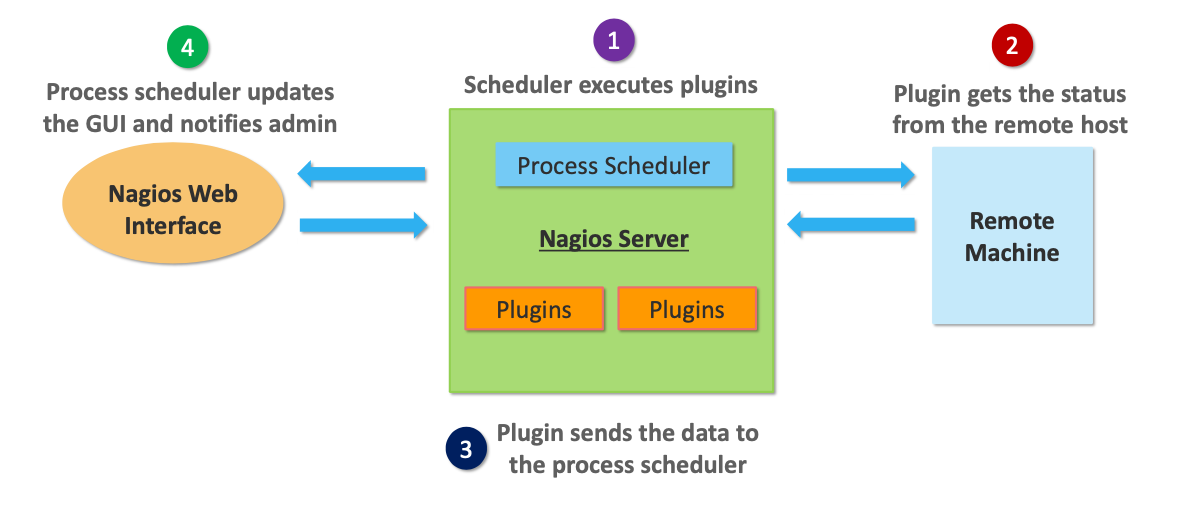 4
Process scheduler updates
the GUI and notifies admin
Nagios Web
Interface
1
Scheduler executes plugins
Process Scheduler
Nagios Server
Plugins
Plugins
3
Plugin sends the data to
the process scheduler
2
Plugin gets the status
from the remote host
Remote
Machine